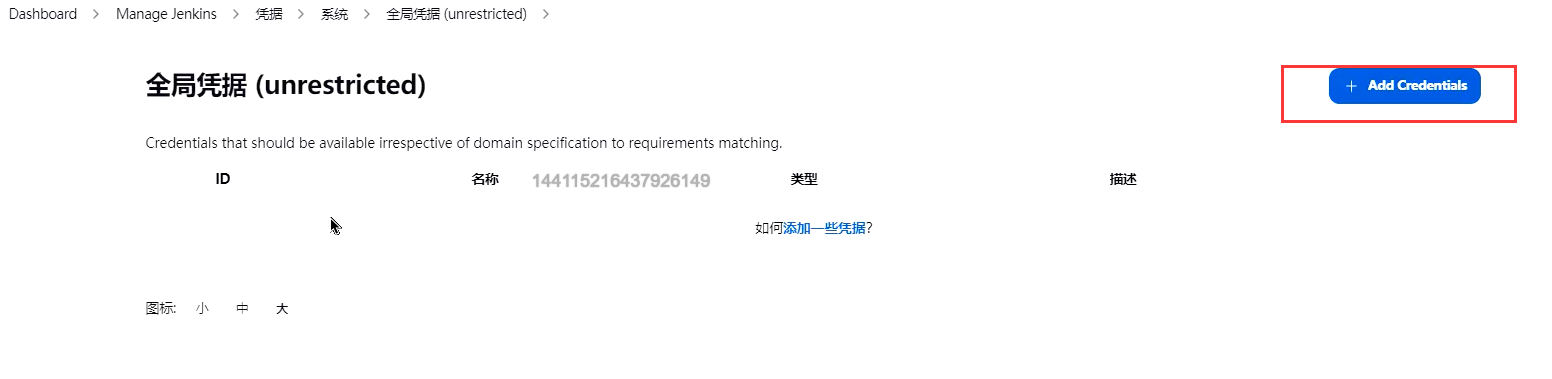 Dashboard > Manage Jenkins > 凭据 > 系统 > 全局凭据 (unrestricted) >
全局凭据 (unrestricted)
+ Add Credentials
Credentials that should be available irrespective of domain specification to requirements matching.
ID 名称 144115216437926149 类型 描述
如何添加一些凭据?
图标: 小 中 大